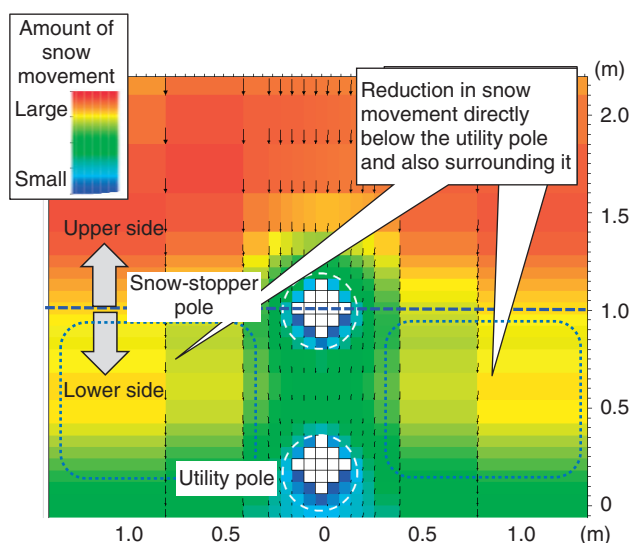 Amount of
snow
movement
Large
Small
Reduction in snow
movement directly
below the utility pole
and also surrounding it
Upper side
Snow-stopper
pole
Lower side
Utility pole
(m)
2.0
1.5
1.0
0.5
0
1.0 0.5 0 0.5 1.0 (m)